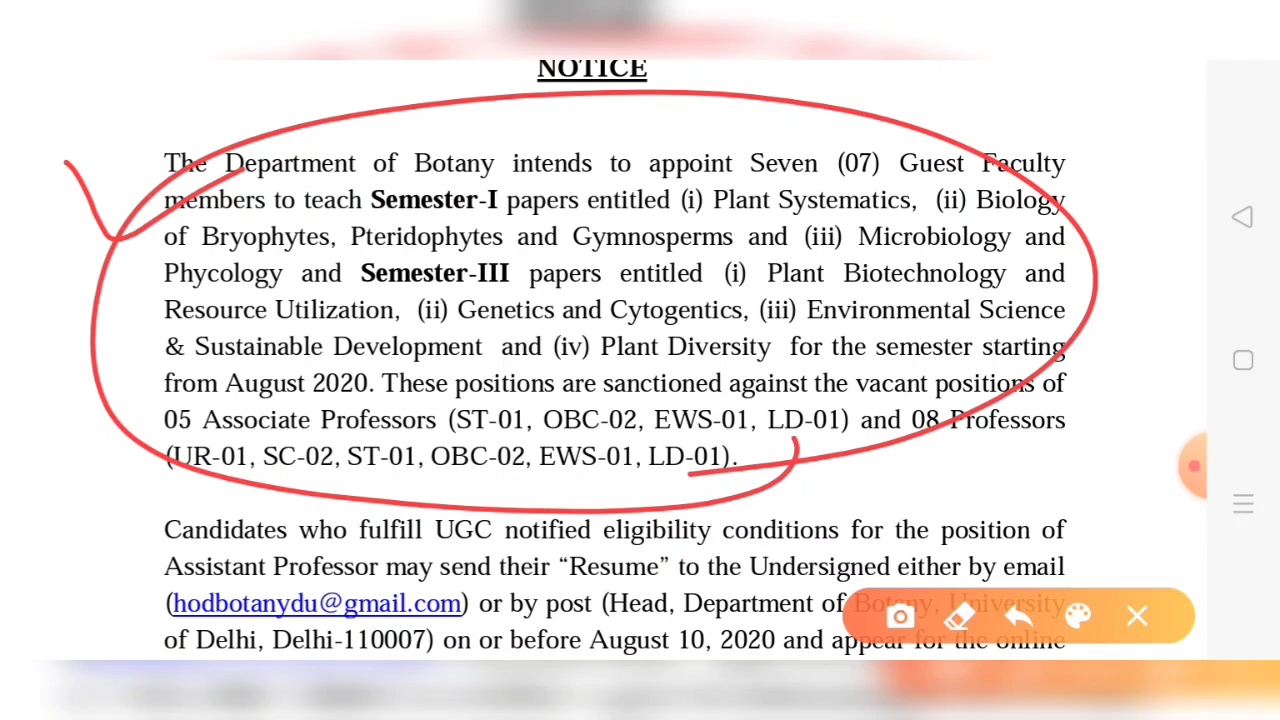 NOTICE
The Department of Botany intends to appoint Seven (07) Guest Faculty
members to teach Semester-I papers entitled (i) Plant Systematics, (ii) Biology
of Bryophytes, Pteridophytes and Gymnosperms and (iii) Microbiology and
Phycology and Semester-III papers entitled (i) Plant Biotechnology and
Resource Utilization, (ii) Genetics and Cytogentics, (iii) Environmental Science
& Sustainable Development and (iv) Plant Diversity for the semester starting
from August 2020. These positions are sanctioned against the vacant positions of
05 Associate Professors (ST-01, OBC-02, EWS-01, LD-01) and 08 Professors
(UR-01, SC-02, ST-01, OBC-02, EWS-01, LD-01).
Candidates who fulfill UGC notified eligibility conditions for the position of
Assistant Professor may send their “Resume” to the Undersigned either by email
(hodbotanydu@gmail.com) or by post (Head, Department of Botany, University
of Delhi, Delhi-110007) on or before August 10, 2020 and appear for the online